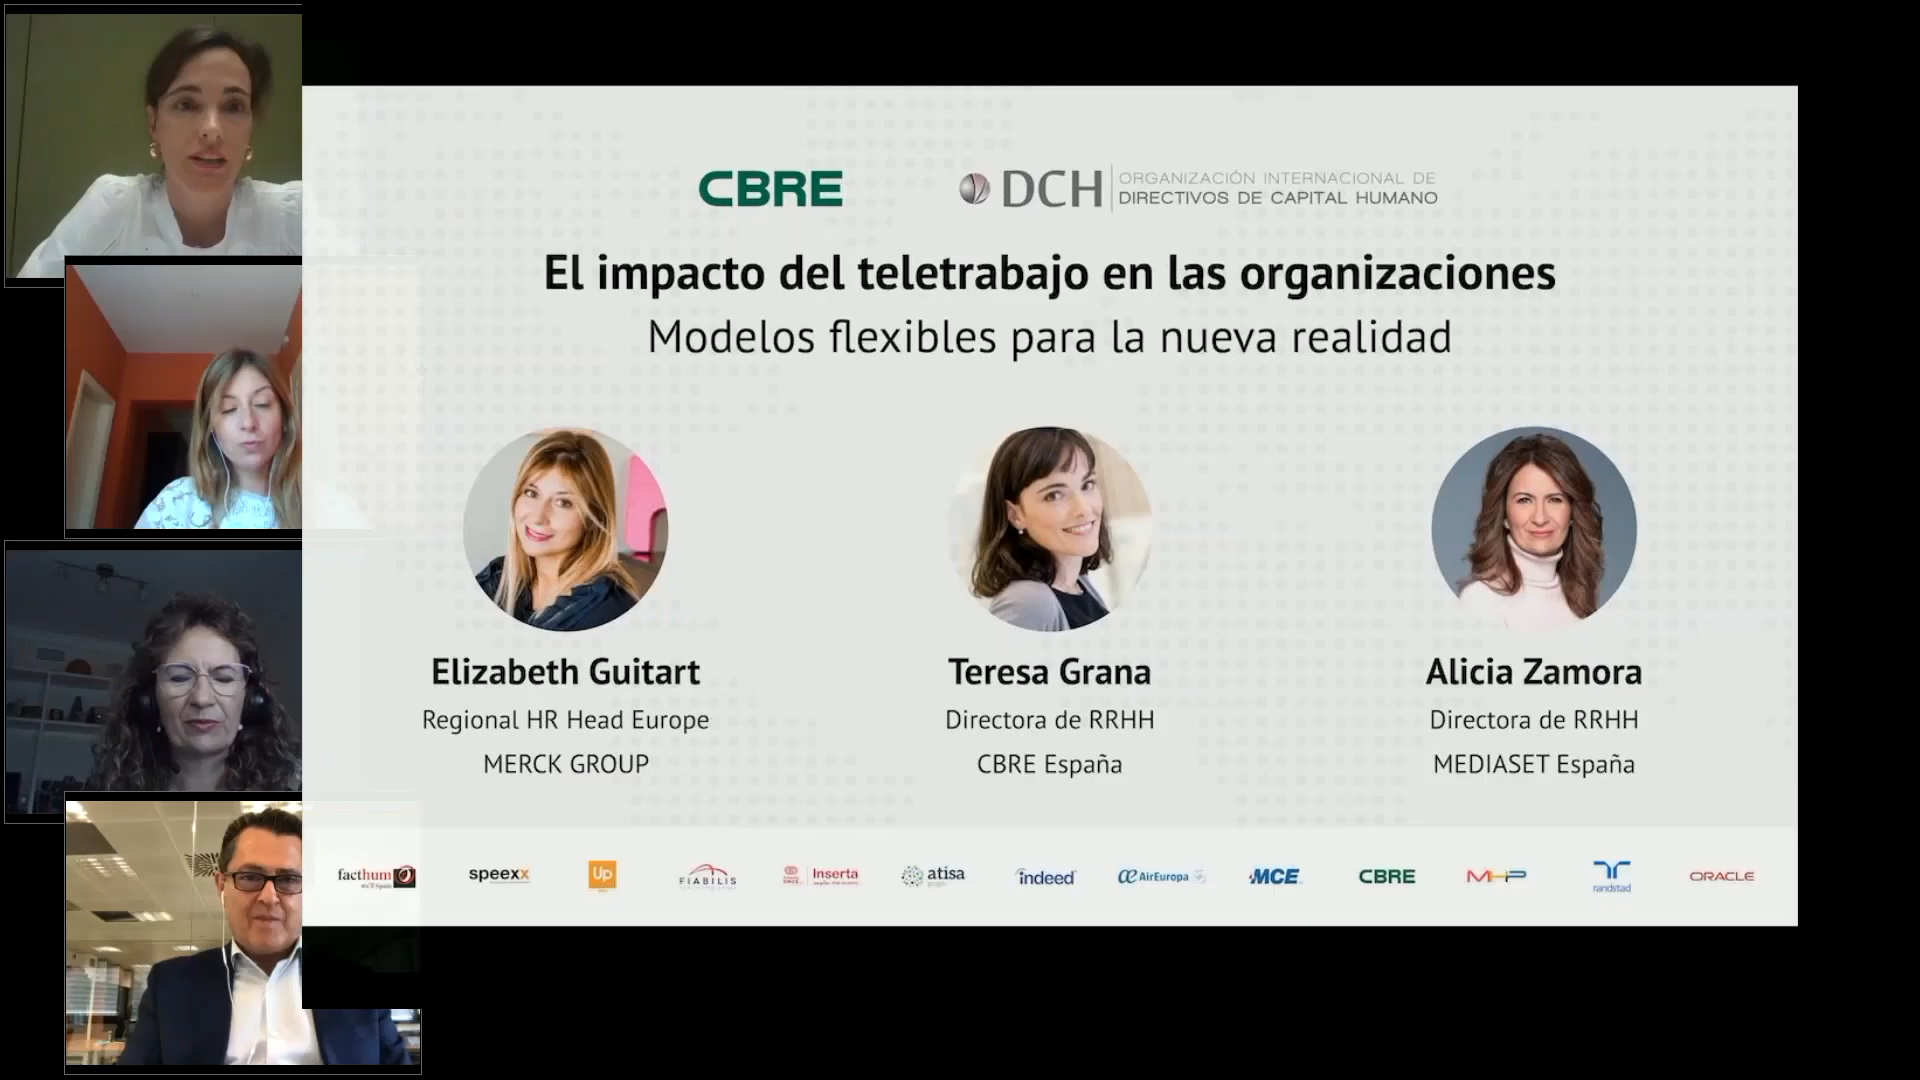 CBRE
DCH ORGANIZACIÓN INTERNACIONAL DE
DIRECTIVOS DE CAPITAL HUMANO
El impacto del teletrabajo en las organizaciones
Modelos flexibles para la nueva realidad
Elizabeth Guitart
Regional HR Head Europe
MERCK GROUP
Teresa Grana
Directora de RRHH
CBRE España
Alicia Zamora
Directora de RRHH
MEDIASET España
facthum
speexx
Up
FIABILIS
Inserta
atisa
indeed
AirEuropa
MCE
CBRE
MHP
randstad
ORACLE